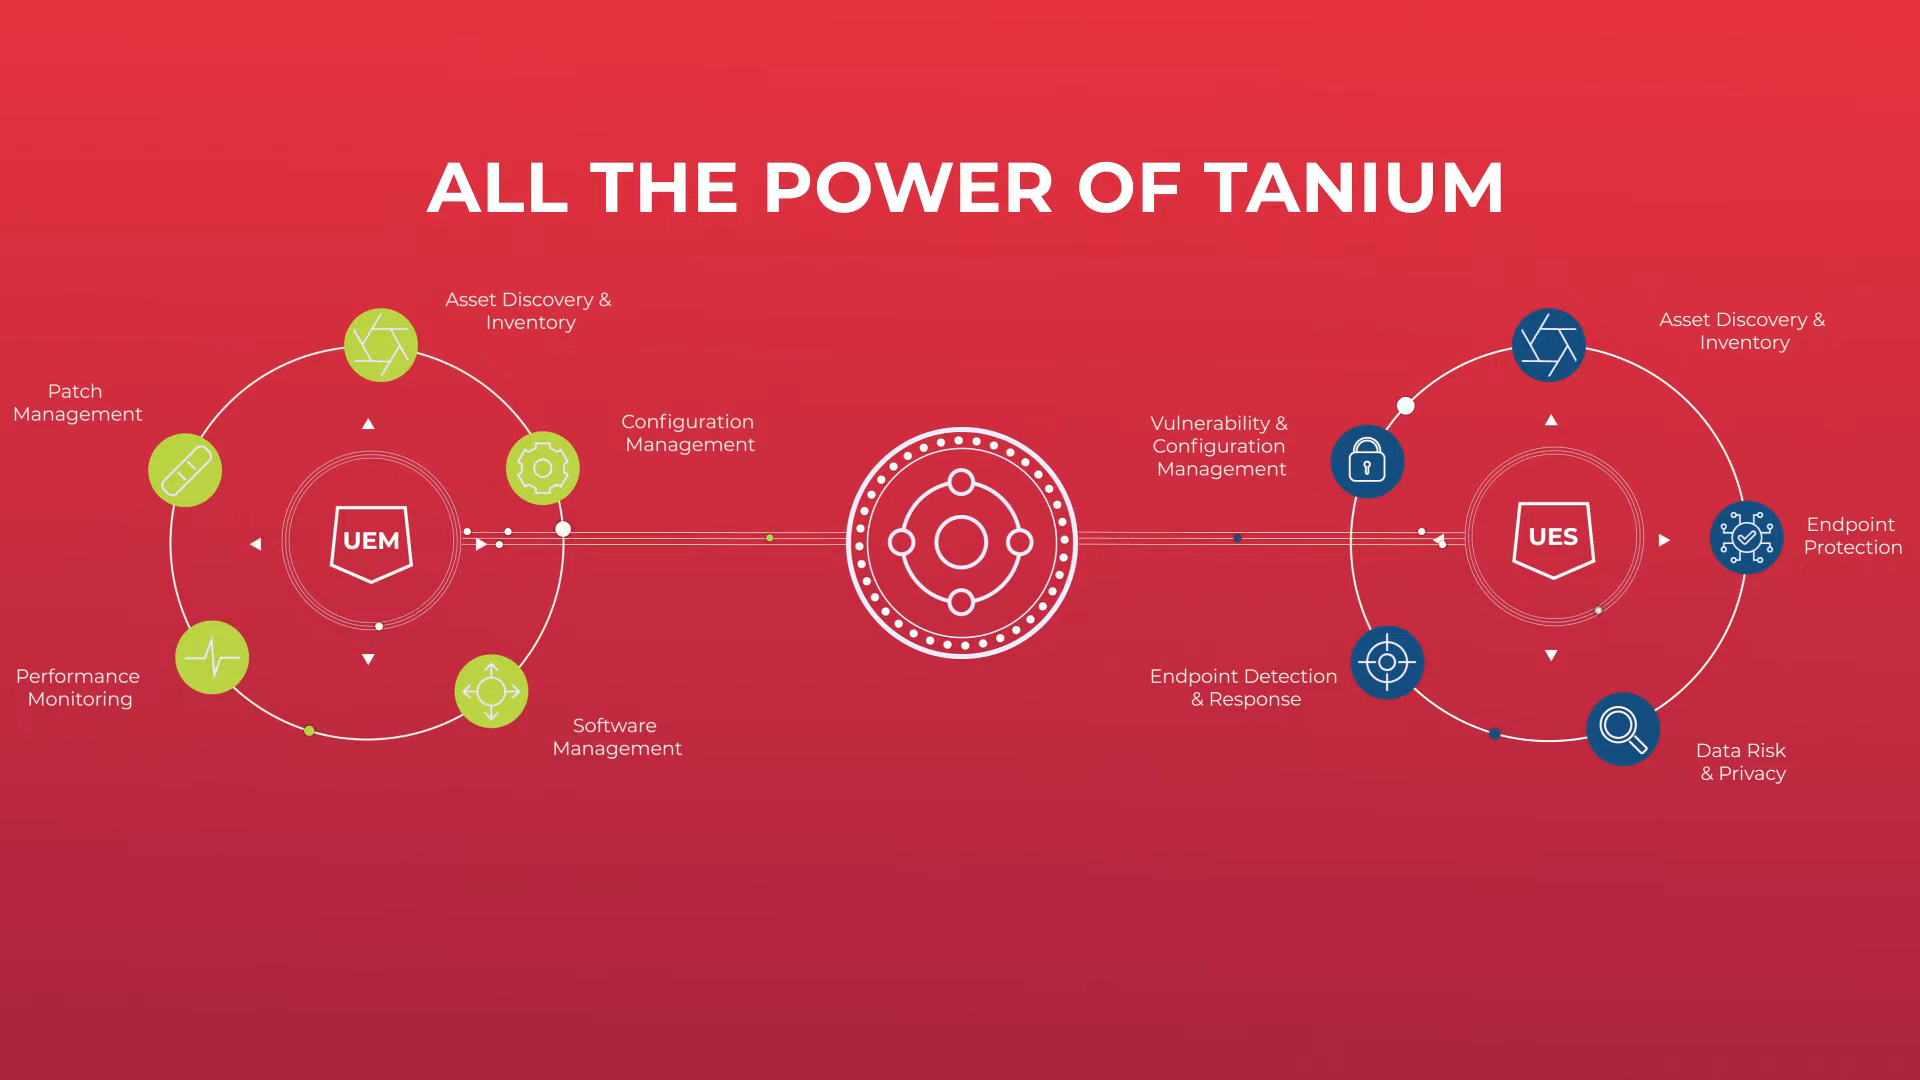 ALL THE POWER OF TANIUM
Asset Discovery &
Inventory
Patch
Management
Configuration
Management
UEM
Performance
Monitoring
Software
Management
Asset Discovery &
Inventory
Vulnerability &
Configuration
Management
Endpoint
Protection
UES
Endpoint Detection
& Response
Data Risk
& Privacy